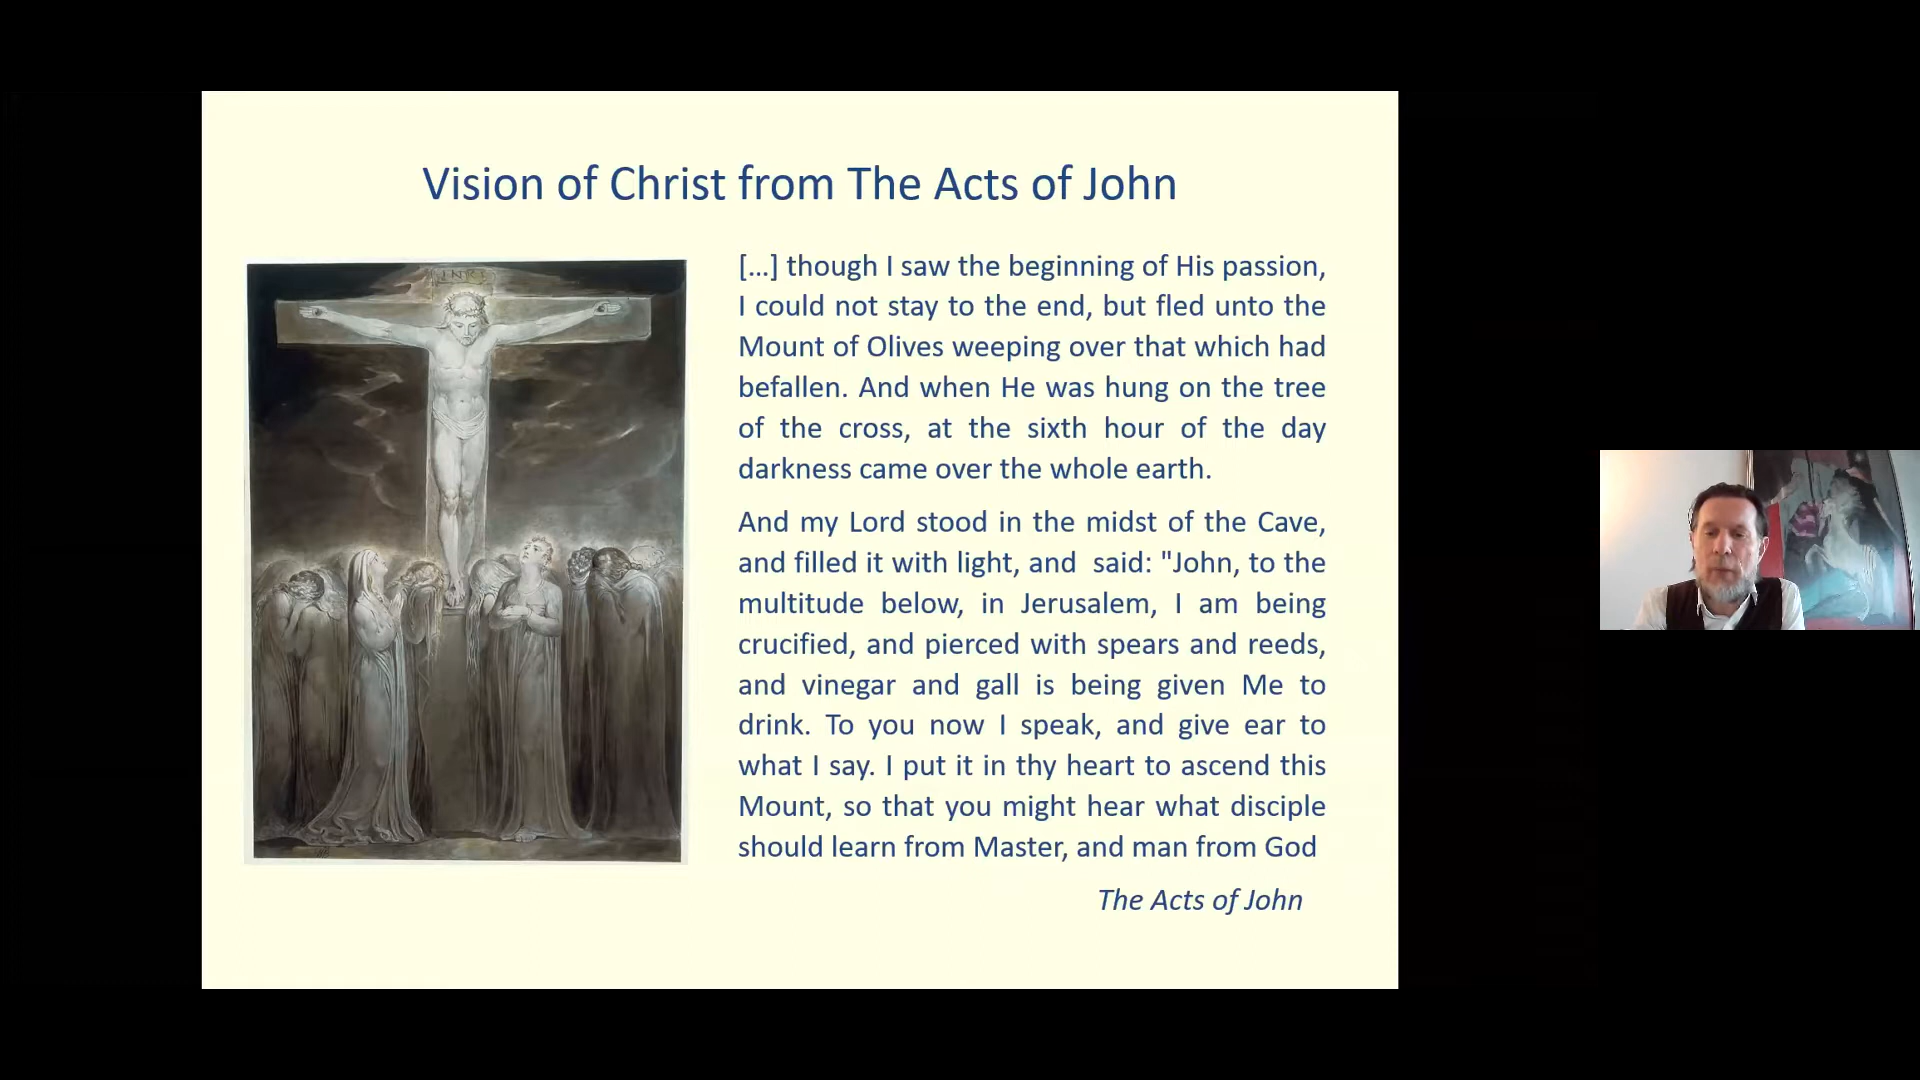 Vision of Christ from The Acts of John
INRI
[...] though I saw the beginning of His passion,
I could not stay to the end, but fled unto the
Mount of Olives weeping over that which had
befallen. And when He was hung on the tree
of the cross, at the sixth hour of the day
darkness came over the whole earth.
And my Lord stood in the midst of the Cave,
and filled it with light, and  said: "John, to the
multitude below, in Jerusalem, I am being
crucified, and pierced with spears and reeds,
and vinegar and gall is being given Me to
drink. To you now I speak, and give ear to
what I say. I put it in thy heart to ascend this
Mount, so that you might hear what disciple
should learn from Master, and man from God
The Acts of John